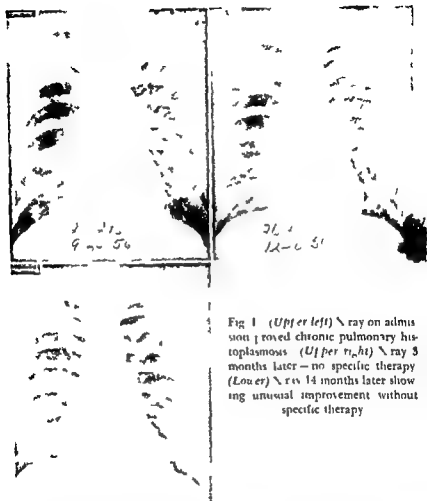 Fig 1 (Upper left) X ray on admis
sion proved chronic pulmonary his-
toplasmosis (Upper right) X ray 3
months later — no specific therapy
(Lower) X ray 14 months later show
ing unusual improvement without
specific therapy